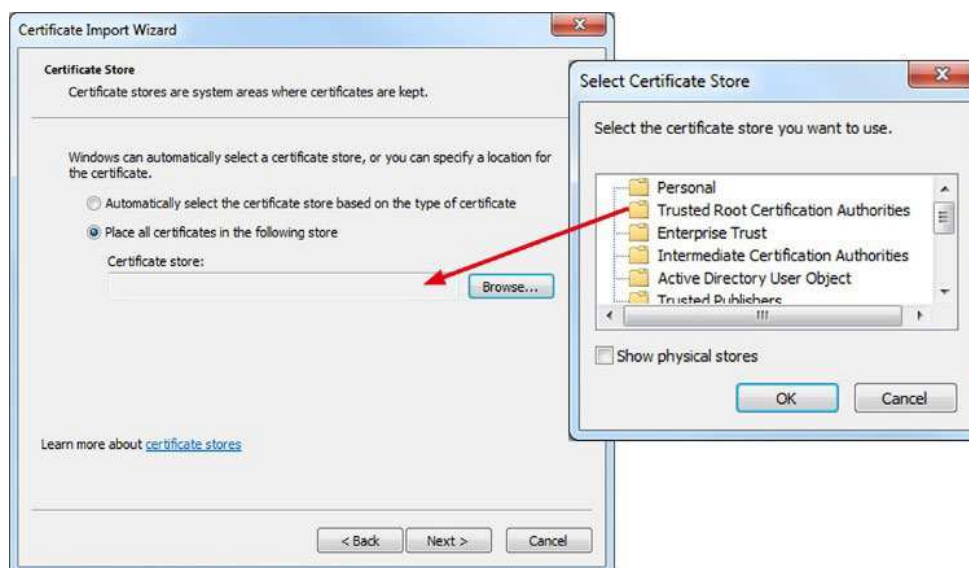 Certificate Import Wizard
Certificate Store
Certificate stores are system areas where certificates are kept.
Windows can automatically select a certificate store, or you can specify a location for
the certificate.
Automatically select the certificate store based on the type of certificate
Place all certificates in the following store
Certificate store:
Browse...
Learn more about certificate stores
< Back
Next >
Cancel
Select Certificate Store
Select the certificate store you want to use.
Personal
Trusted Root Certification Authorities
Enterprise Trust
Intermediate Certification Authorities
Active Directory User Object
Trusted Publishers
Show physical stores
OK
Cancel